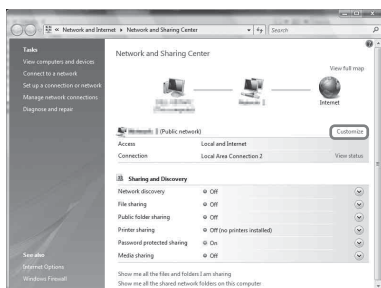 « Network and Internet ▸ Network and Sharing Center
Search
Tasks
View computers and devices
Connect to a network
Set up a connection or network
Manage network connections
Diagnose and repair
Network and Sharing Center
View full map
Internet
(Public network)
Customize
Access Local and Internet
Connection Local Area Connection 2 View status
Sharing and Discovery
Network discovery Off
File sharing Off
Public folder sharing Off
Printer sharing Off (no printers installed)
Password protected sharing On
Media sharing Off
See also
Internet Options
Windows Firewall
Show me all the files and folders I am sharing
Show me all the shared network folders on this computer